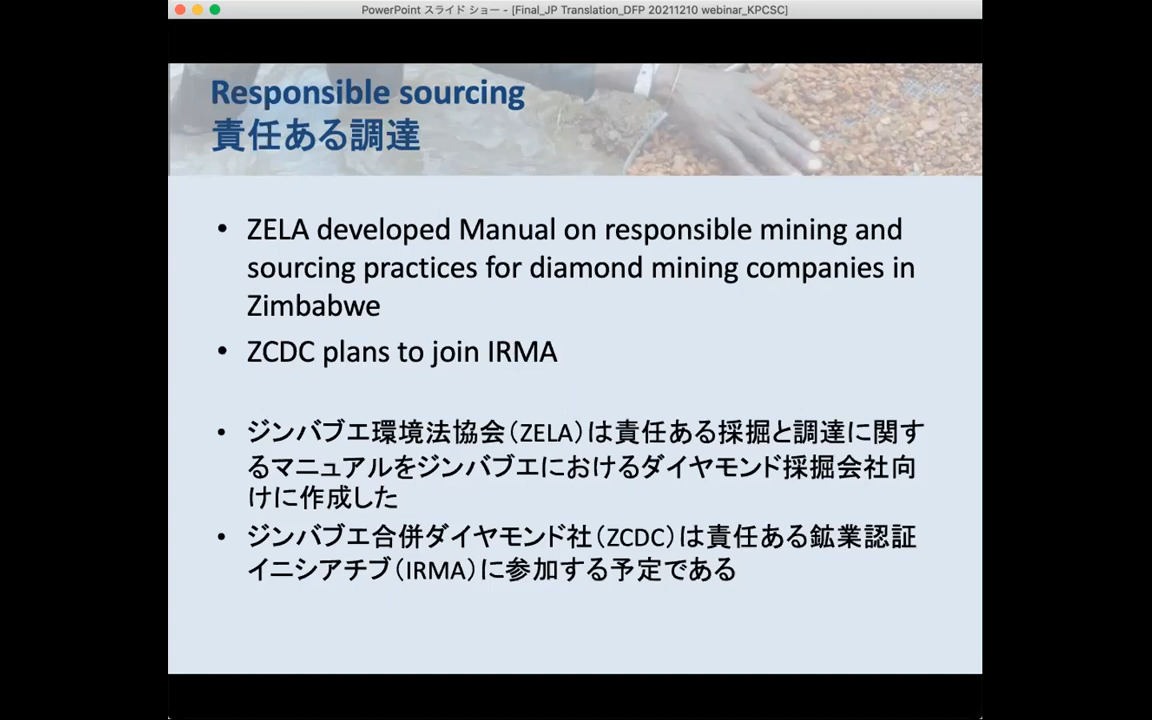 PowerPoint スライド ショー - [Final_JP Translation_DFP 20211210 webinar_KPCSC]
Responsible sourcing
責任ある調達
• ZELA developed Manual on responsible mining and
sourcing practices for diamond mining companies in
Zimbabwe
• ZCDC plans to join IRMA
• ジンバブエ環境法協会（ZELA）は責任ある採掘と調達に関す
るマニュアルをジンバブエにおけるダイヤモンド採掘会社向
けに作成した
• ジンバブエ合併ダイヤモンド社（ZCDC）は責任ある鉱業認証
イニシアチブ（IRMA）に参加する予定である